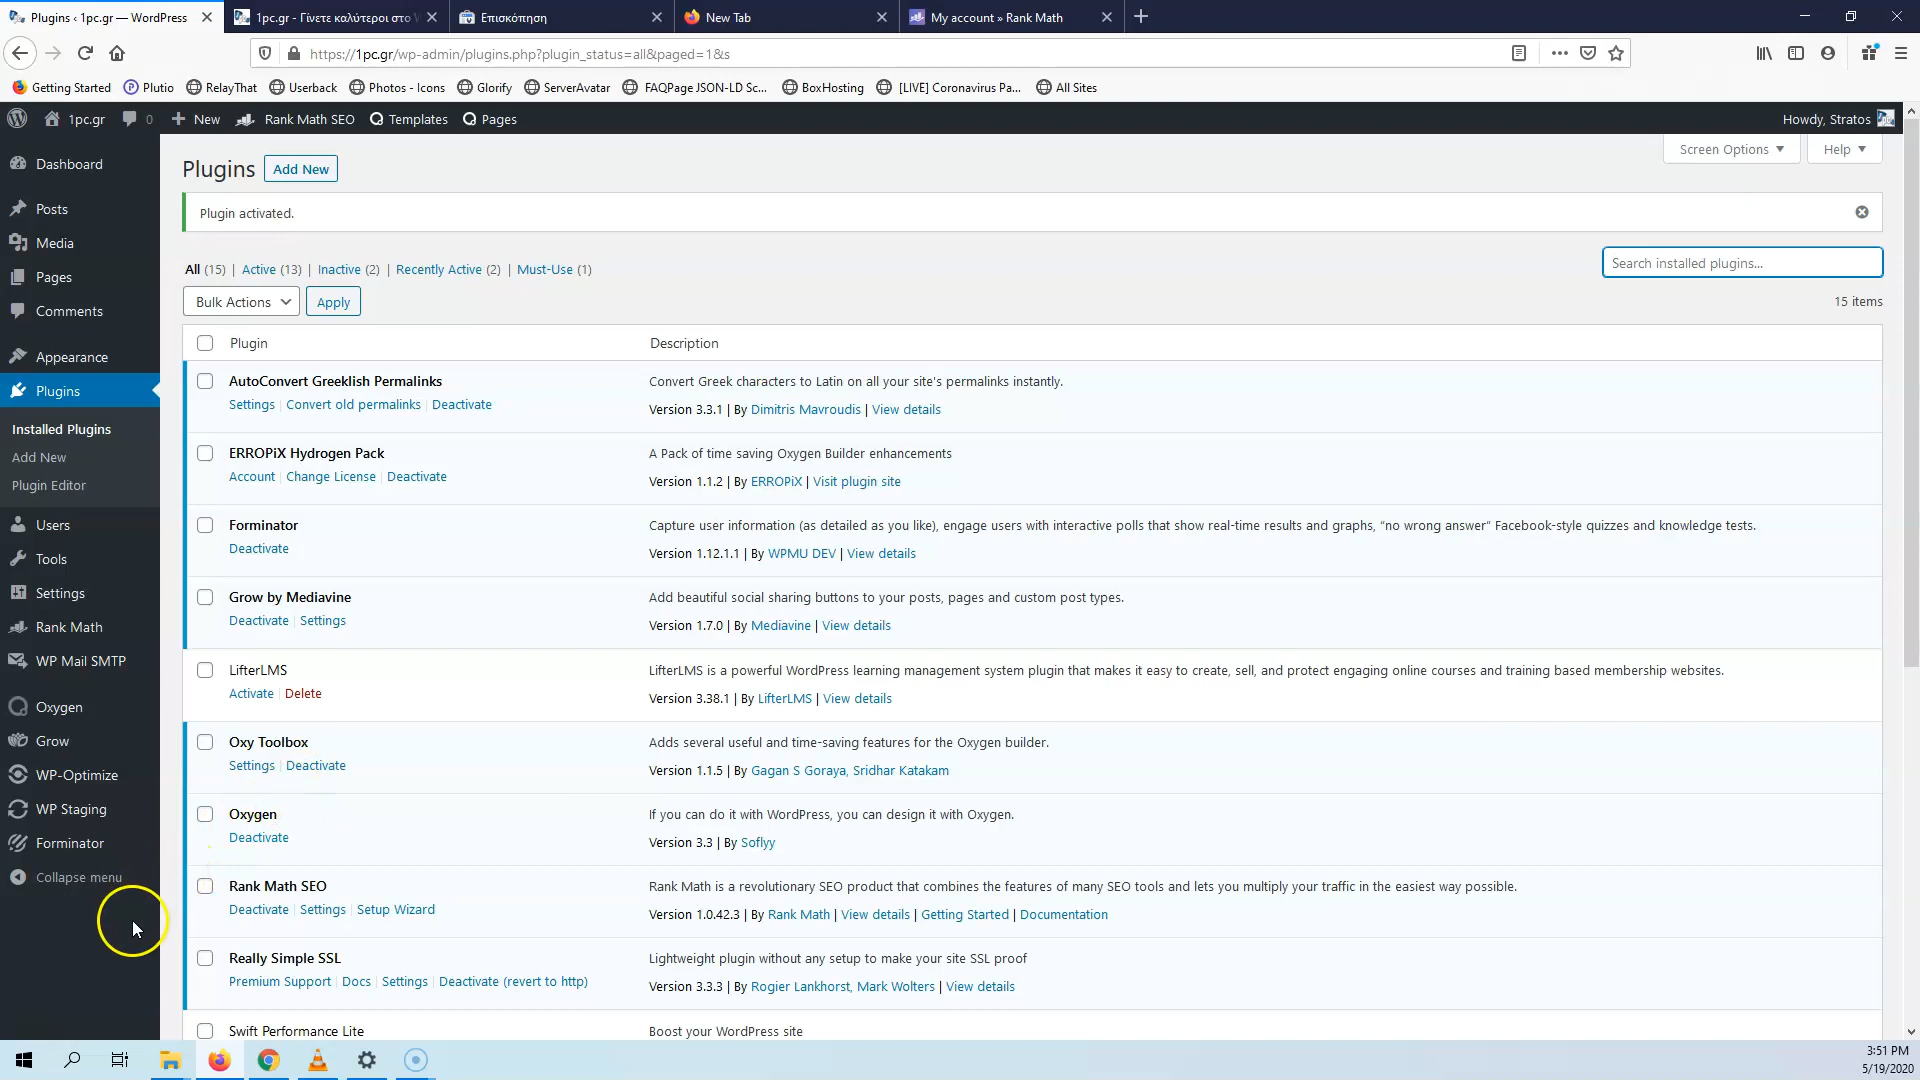 Plugins ‹ 1pc.gr — WordPress
1pc.gr - Γίνετε καλύτεροι στο
Επισκόπηση
New Tab
My account » Rank Math
https://1pc.gr/wp-admin/plugins.php?plugin_status=all&paged=1&s
Getting Started
Plutio
RelayThat
Userback
Photos - Icons
Glorify
ServerAvatar
FAQPage JSON-LD Sc...
BoxHosting
[LIVE] Coronavirus Pa...
All Sites
1pc.gr
0
New
Rank Math SEO
Templates
Pages
Howdy, Stratos
Dashboard
Posts
Media
Pages
Comments
Appearance
Plugins
Installed Plugins
Add New
Plugin Editor
Users
Tools
Settings
Rank Math
WP Mail SMTP
Oxygen
Grow
WP-Optimize
WP Staging
Forminator
Collapse menu
Screen Options
Help
Plugins
Add New
Plugin activated.
All (15) | Active (13) | Inactive (2) | Recently Active (2) | Must-Use (1)
Search installed plugins...
Bulk Actions
Apply
15 items
Plugin
Description
AutoConvert Greeklish Permalinks
Settings | Convert old permalinks | Deactivate
Convert Greek characters to Latin on all your site's permalinks instantly.
Version 3.3.1 | By Dimitris Mavroudis | View details
ERROPiX Hydrogen Pack
Account | Change License | Deactivate
A Pack of time saving Oxygen Builder enhancements
Version 1.1.2 | By ERROPiX | Visit plugin site
Forminator
Deactivate
Capture user information (as detailed as you like), engage users with interactive polls that show real-time results and graphs, “no wrong answer” Facebook-style quizzes and knowledge tests.
Version 1.12.1.1 | By WPMU DEV | View details
Grow by Mediavine
Deactivate | Settings
Add beautiful social sharing buttons to your posts, pages and custom post types.
Version 1.7.0 | By Mediavine | View details
LifterLMS
Activate | Delete
LifterLMS is a powerful WordPress learning management system plugin that makes it easy to create, sell, and protect engaging online courses and training based membership websites.
Version 3.38.1 | By LifterLMS | View details
Oxy Toolbox
Settings | Deactivate
Adds several useful and time-saving features for the Oxygen builder.
Version 1.1.5 | By Gagan S Goraya, Sridhar Katakam
Oxygen
Deactivate
If you can do it with WordPress, you can design it with Oxygen.
Version 3.3 | By Soflyy
Rank Math SEO
Deactivate | Settings | Setup Wizard
Rank Math is a revolutionary SEO product that combines the features of many SEO tools and lets you multiply your traffic in the easiest way possible.
Version 1.0.42.3 | By Rank Math | View details | Getting Started | Documentation
Really Simple SSL
Premium Support | Docs | Settings | Deactivate (revert to http)
Lightweight plugin without any setup to make your site SSL proof
Version 3.3.3 | By Rogier Lankhorst, Mark Wolters | View details
Swift Performance Lite
Boost your WordPress site
3:51 PM
5/19/2020